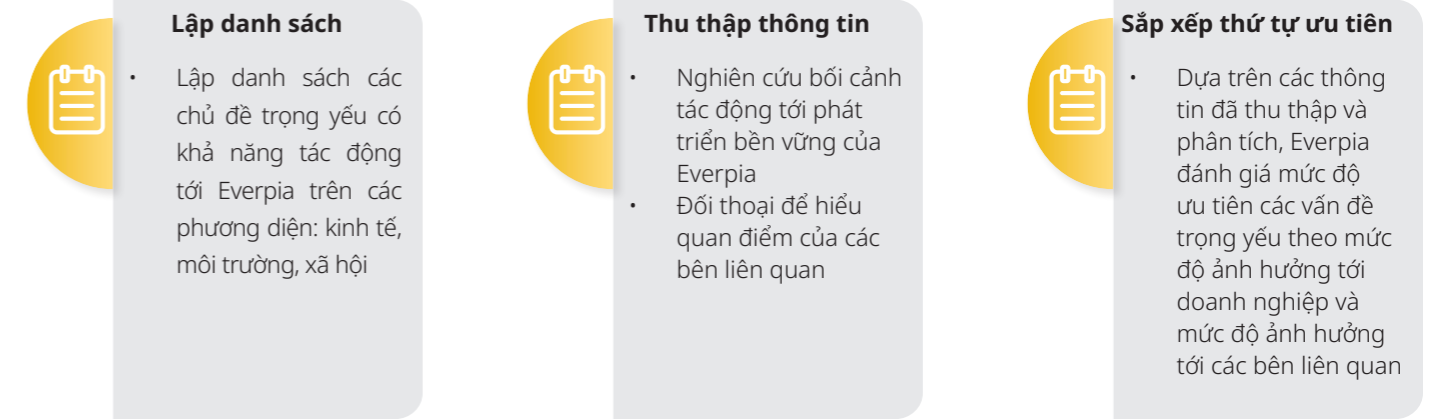 Lập danh sách
• Lập danh sách các
chủ đề trọng yếu có
khả năng tác động
tới Everpia trên các
phương diện: kinh tế,
môi trường, xã hội
Thu thập thông tin
• Nghiên cứu bối cảnh
tác động tới phát
triển bền vững của
Everpia
• Đối thoại để hiểu
quan điểm của các
bên liên quan
Sắp xếp thứ tự ưu tiên
• Dựa trên các thông
tin đã thu thập và
phân tích, Everpia
đánh giá mức độ
ưu tiên các vấn đề
trọng yếu theo mức
độ ảnh hưởng tới
doanh nghiệp và
mức độ ảnh hưởng
tới các bên liên quan